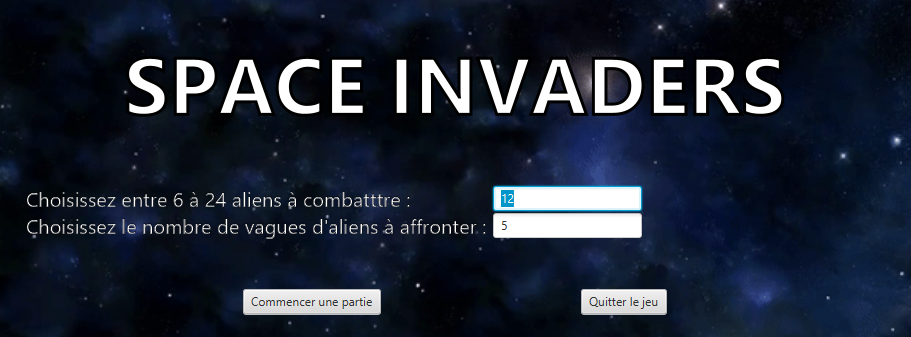 SPACE INVADERS
Choisissez entre 6 à 24 aliens à combatttre : 12
Choisissez le nombre de vagues d'aliens à affronter : 5
Commencer une partie Quitter le jeu